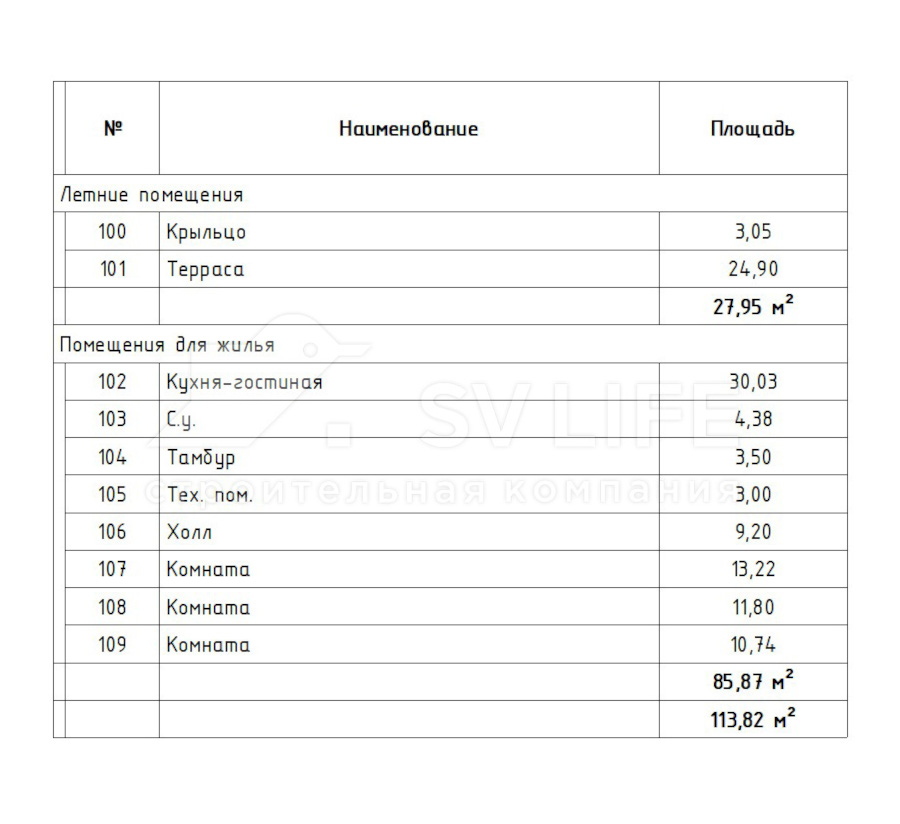 № Наименование Площадь
Летние помещения
100 Крыльцо 3,05
101 Терраса 24,90
27,95 м²
Помещения для жилья
102 Кухня-гостиная 30,03
SV LIFE
103 С.у. 4,38
104 Тамбур 3,50
строительная компания
105 Тех. пом. 3,00
106 Холл 9,20
107 Комната 13,22
108 Комната 11,80
109 Комната 10,74
85,87 м²
113,82 м²